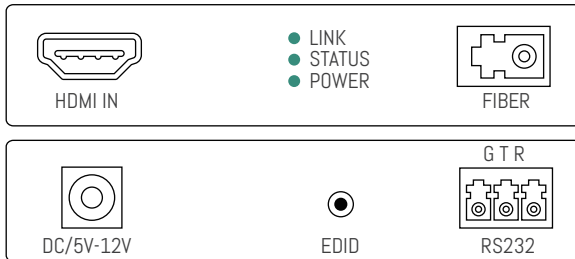 LINK
STATUS
POWER
HDMI IN
FIBER
G T R
DC/5V-12V
EDID
RS232